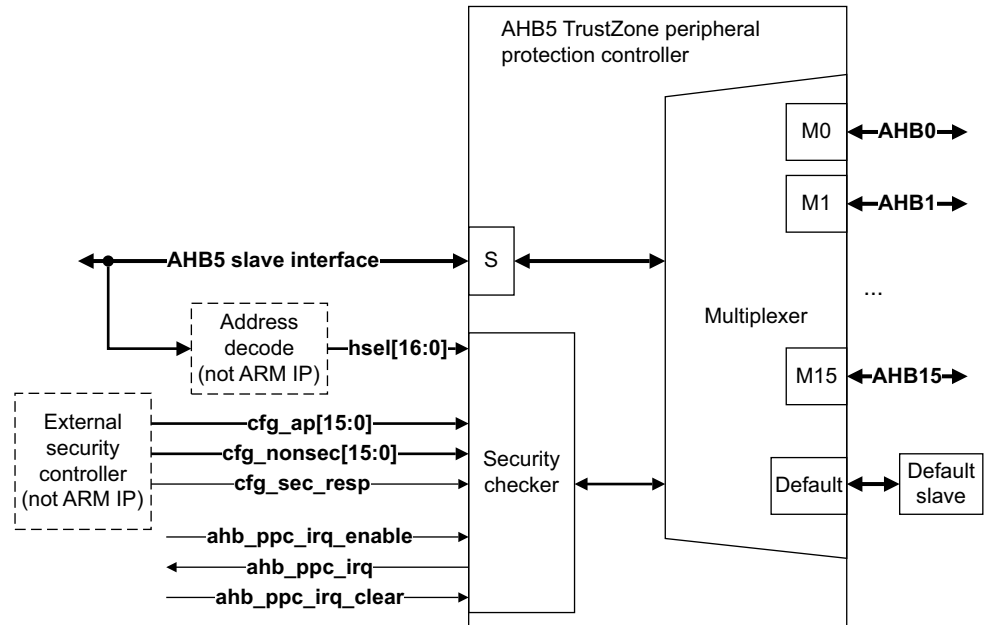 AHB5 TrustZone peripheral
protection controller
M0
AHB0
M1
AHB1
AHB5 slave interface
S
...
Address
decode
(not ARM IP)
hsel[16:0]
Multiplexer
M15
AHB15
External
security
controller
(not ARM IP)
cfg_ap[15:0]
cfg_nonsec[15:0]
cfg_sec_resp
Security
checker
Default
Default
slave
ahb_ppc_irq_enable
ahb_ppc_irq
ahb_ppc_irq_clear